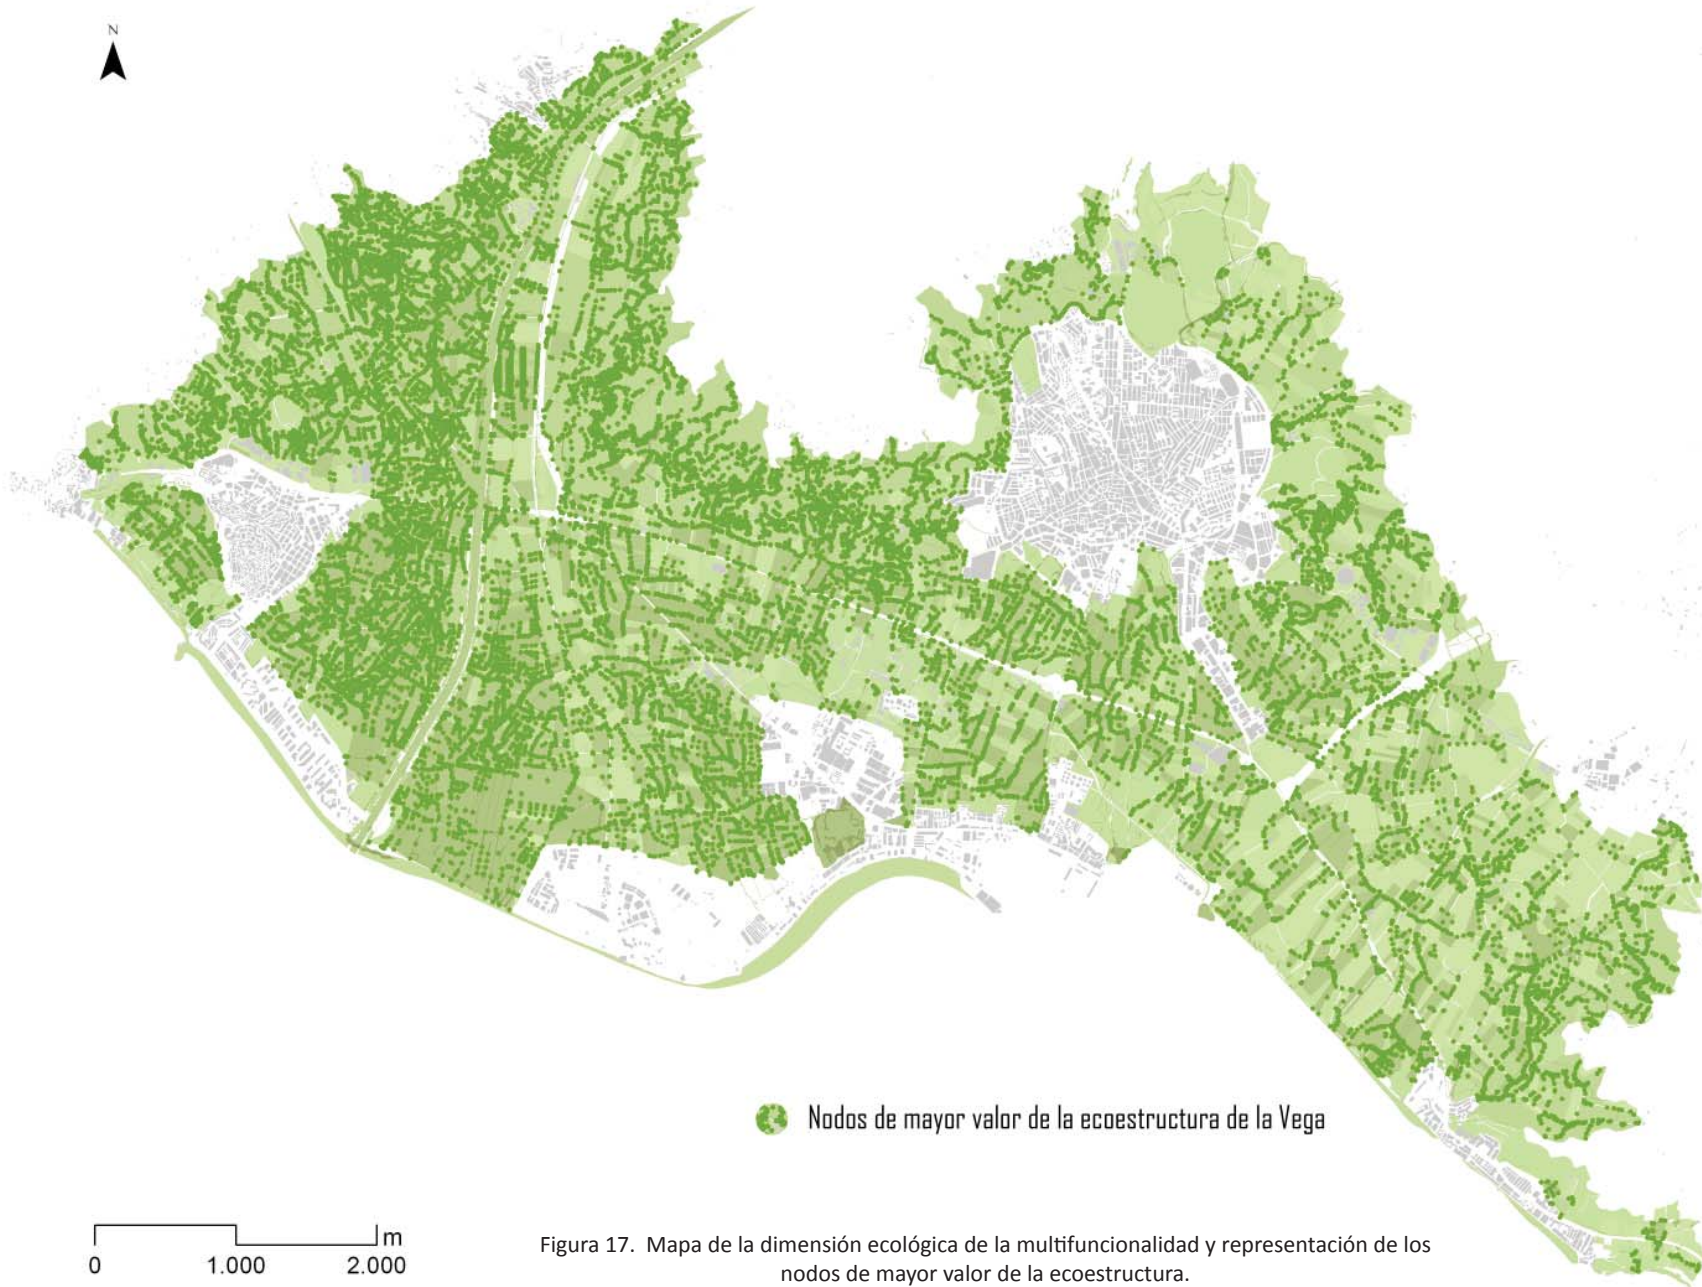 N
Nodos de mayor valor de la ecoestructura de la Vega
m
0 1.000 2.000
Figura 17. Mapa de la dimensión ecológica de la multifuncionalidad y representación de los
nodos de mayor valor de la ecoestructura.